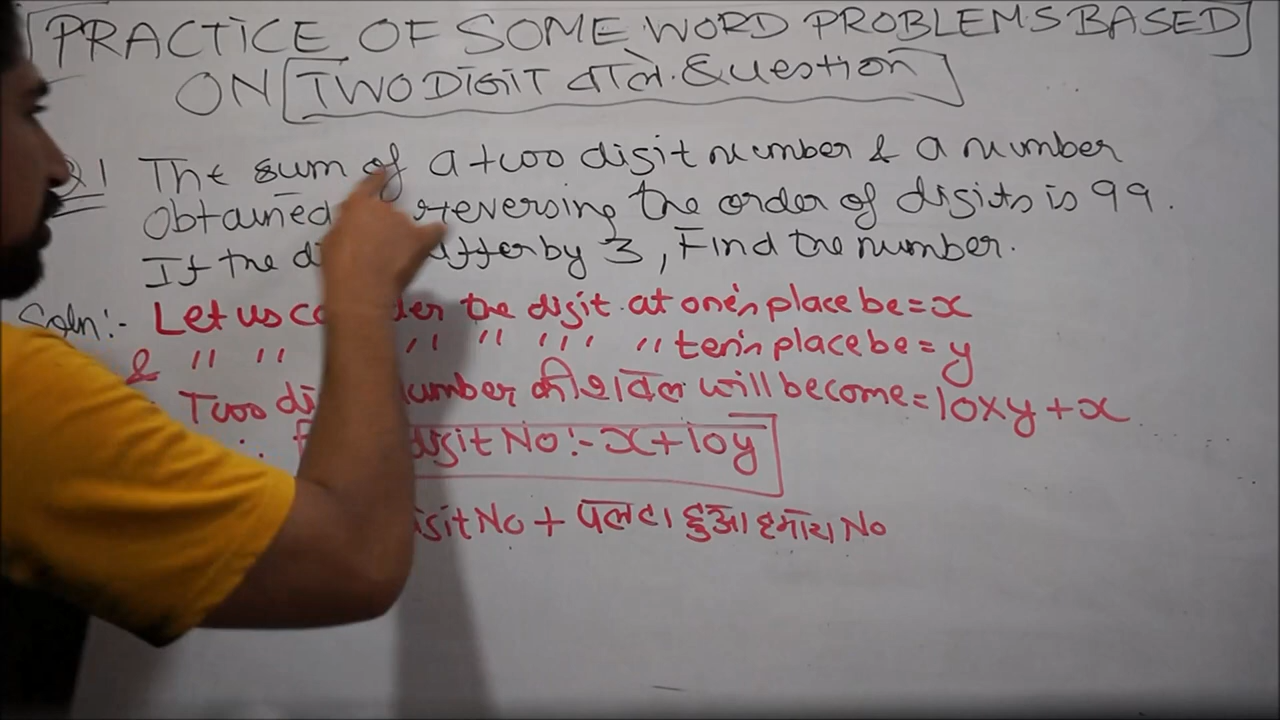 PRACTICE OF SOME WORD PROBLEMS BASED
ON TWO DIGIT वाले Question
Q1 The sum of a two digit number & a number
obtained reversing the order of digits is 99.
If the differ by 3, Find the number.
Soln:- Let us the digit at one's place be = x
& " " " " " " ten's place be = y
Two number की शक्ल will become = 10xy + x
∴ digit No:- x+10y
digit No + पलटा हुआ हमारा No